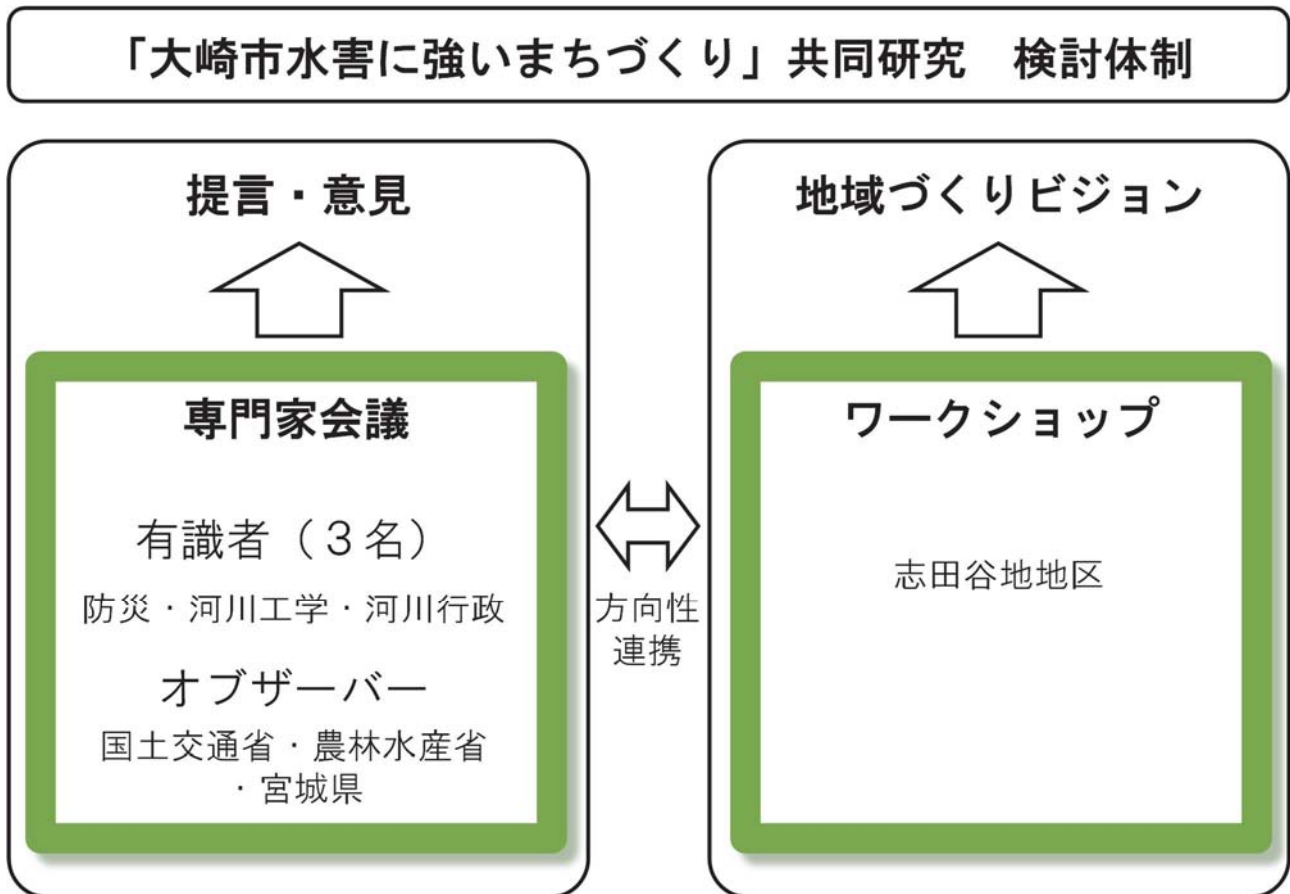 「大崎市水害に強いまちづくり」共同研究　検討体制
提言・意見
専門家会議
有識者（３名）
防災・河川工学・河川行政
オブザーバー
国土交通省・農林水産省
・宮城県
方向性
連携
地域づくりビジョン
ワークショップ
志田谷地地区